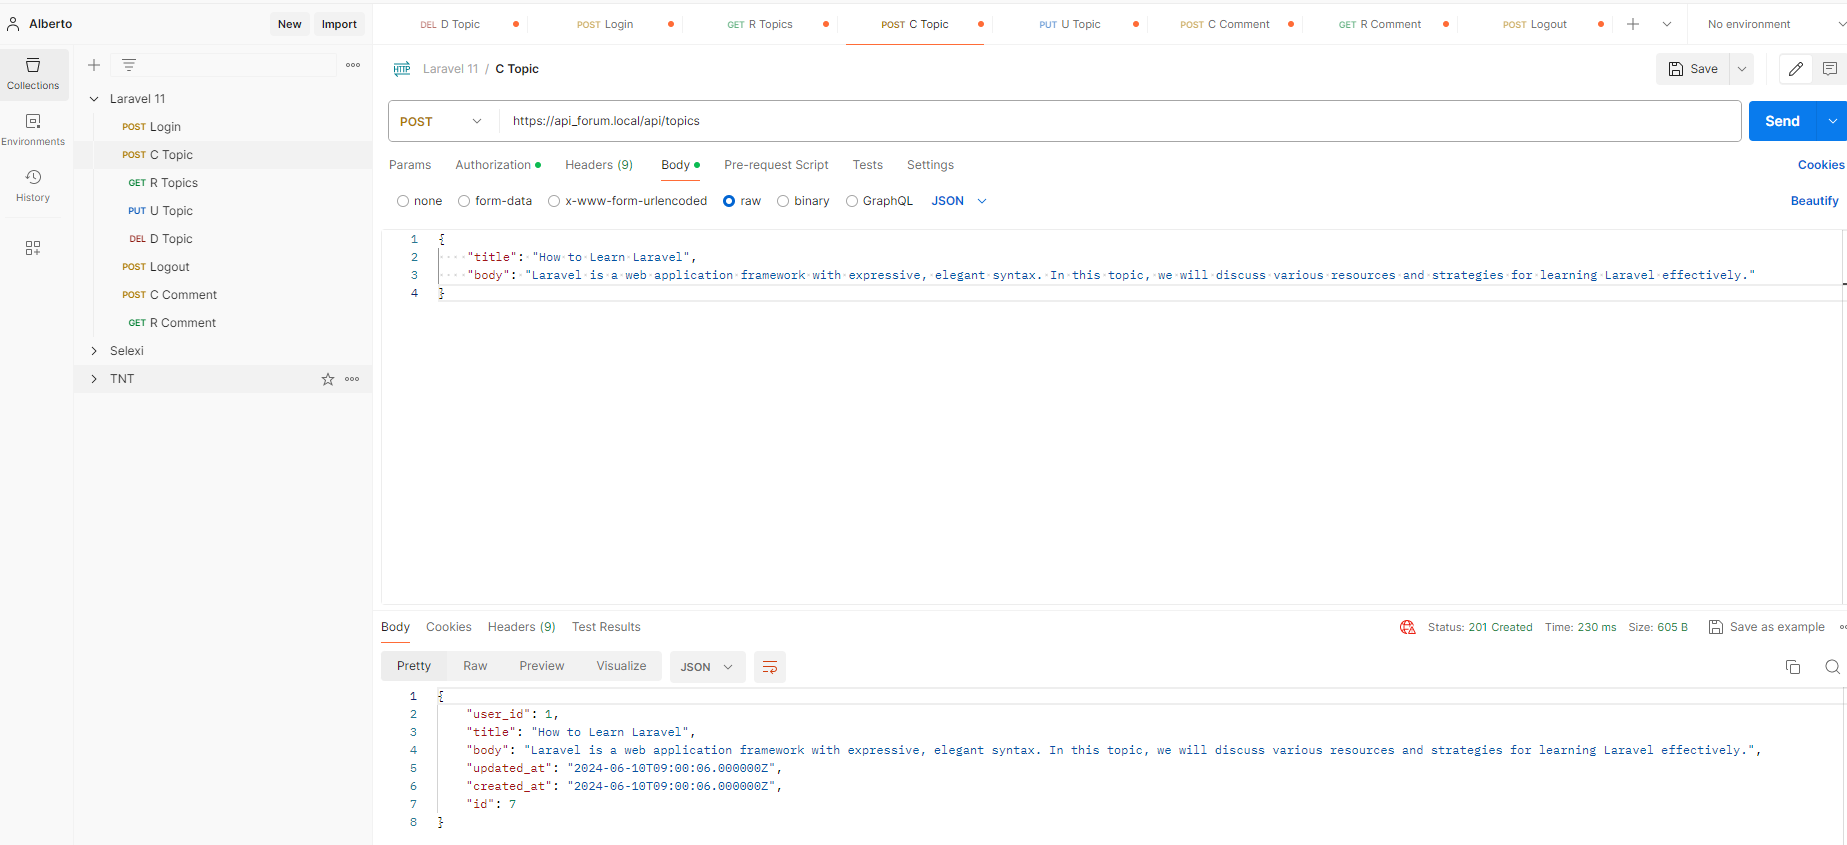 Alberto
New
Import
DEL D Topic
POST Login
GET R Topics
POST C Topic
PUT U Topic
POST C Comment
GET R Comment
POST Logout
No environment
Collections
Environments
History
Laravel 11
POST Login
POST C Topic
GET R Topics
PUT U Topic
DEL D Topic
POST Logout
POST C Comment
GET R Comment
Selexi
TNT
HTTP Laravel 11 / C Topic
Save
POST
https://api_forum.local/api/topics
Send
Params Authorization Headers (9) Body Pre-request Script Tests Settings
Cookies
none form-data x-www-form-urlencoded raw binary GraphQL JSON
Beautify
1 {
2 "title": "How to Learn Laravel",
3 "body": "Laravel is a web application framework with expressive, elegant syntax. In this topic, we will discuss various resources and strategies for learning Laravel effectively."
4 }
Body Cookies Headers (9) Test Results
Status: 201 Created Time: 230 ms Size: 605 B
Save as example
Pretty Raw Preview Visualize JSON
1 {
2 "user_id": 1,
3 "title": "How to Learn Laravel",
4 "body": "Laravel is a web application framework with expressive, elegant syntax. In this topic, we will discuss various resources and strategies for learning Laravel effectively.",
5 "updated_at": "2024-06-10T09:00:06.000000Z",
6 "created_at": "2024-06-10T09:00:06.000000Z",
7 "id": 7
8 }